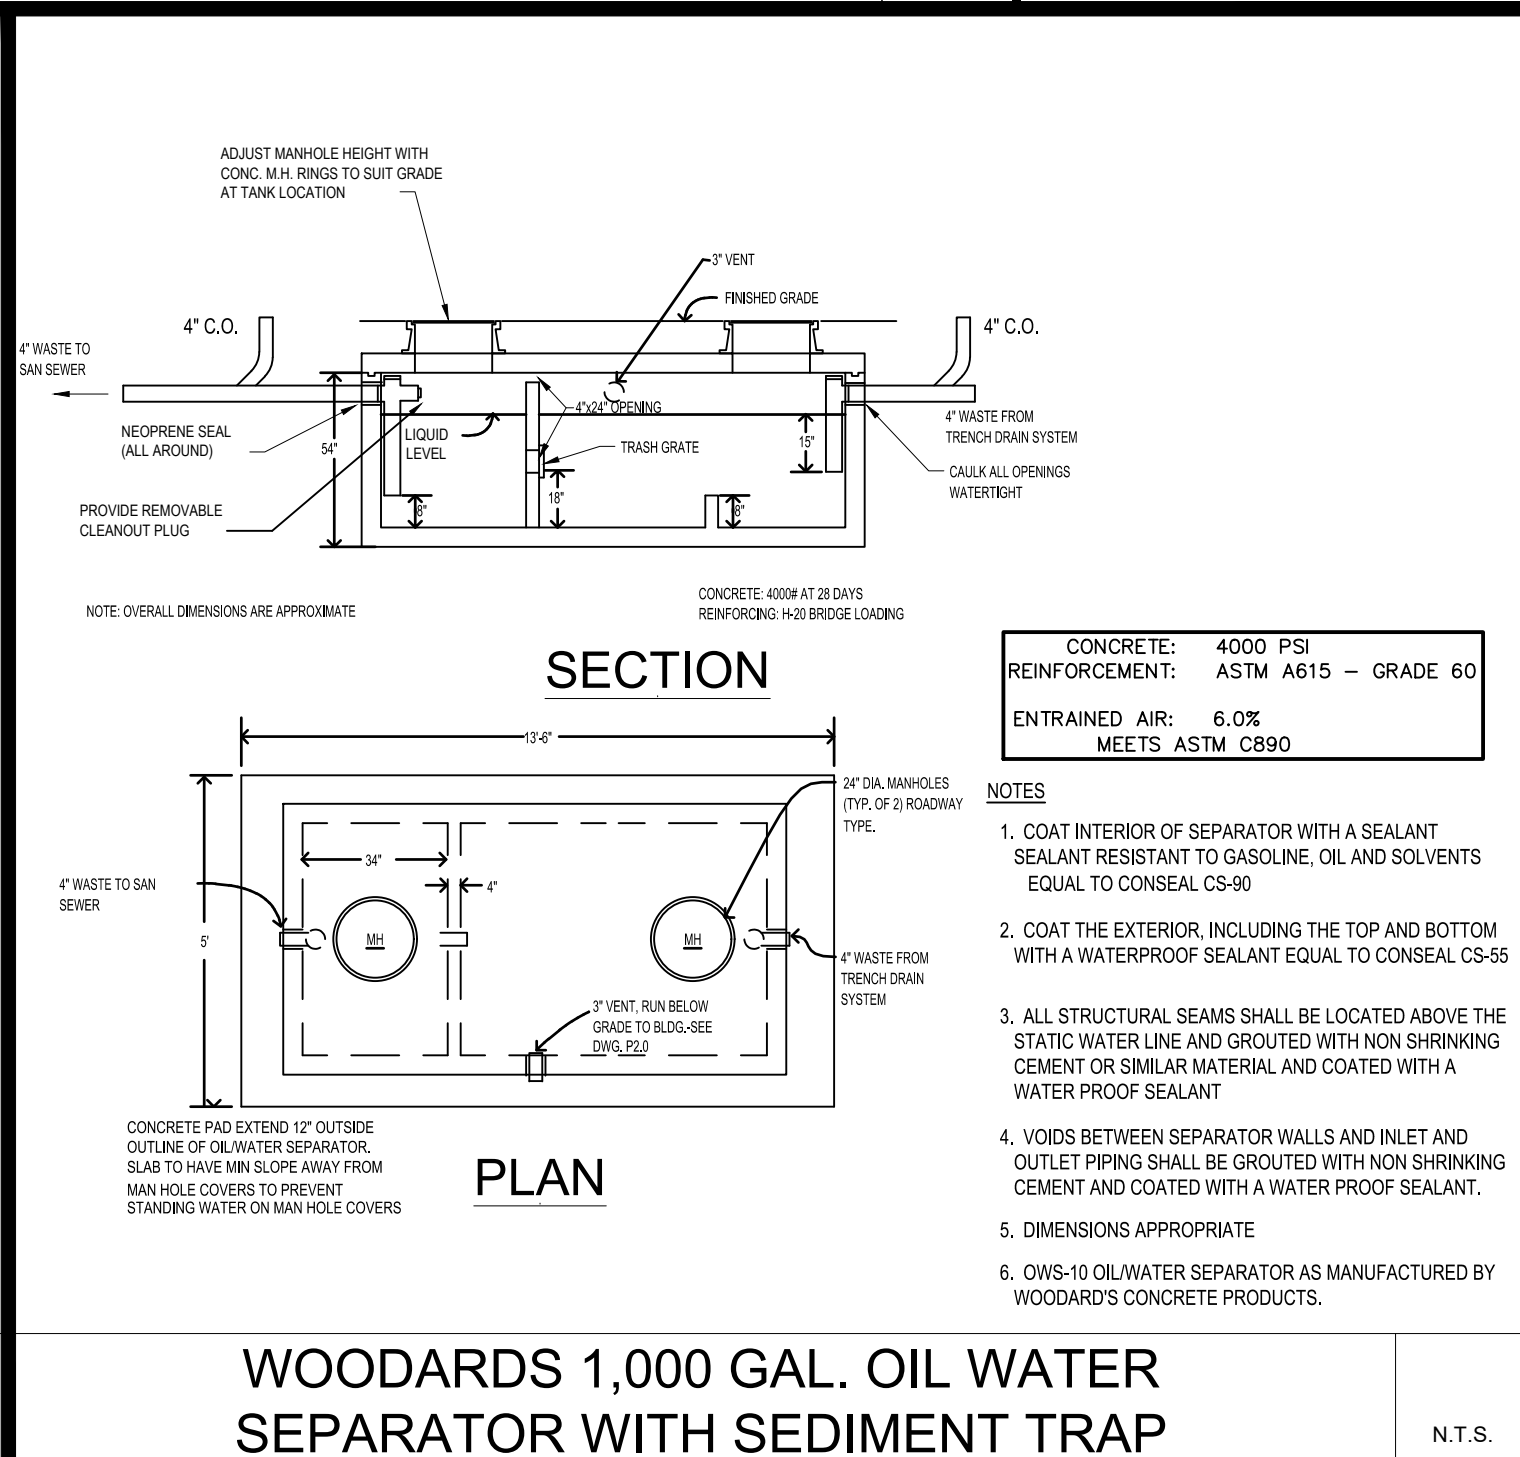 ADJUST MANHOLE HEIGHT WITH
CONC. M.H. RINGS TO SUIT GRADE
AT TANK LOCATION
3" VENT
FINISHED GRADE
4" C.O.
4" C.O.
4" WASTE TO
SAN SEWER
4"x24" OPENING
4" WASTE FROM
TRENCH DRAIN SYSTEM
NEOPRENE SEAL
(ALL AROUND)
LIQUID
LEVEL
54"
TRASH GRATE
15"
CAULK ALL OPENINGS
WATERTIGHT
18"
8"
8"
PROVIDE REMOVABLE
CLEANOUT PLUG
NOTE: OVERALL DIMENSIONS ARE APPROXIMATE
CONCRETE: 4000# AT 28 DAYS
REINFORCING: H-20 BRIDGE LOADING
SECTION
CONCRETE: 4000 PSI
REINFORCEMENT: ASTM A615 – GRADE 60
ENTRAINED AIR: 6.0%
MEETS ASTM C890
13'-6"
24" DIA. MANHOLES
(TYP. OF 2) ROADWAY
TYPE.
34"
4"
4" WASTE TO SAN
SEWER
5'
MH
MH
4" WASTE FROM
TRENCH DRAIN
SYSTEM
3" VENT, RUN BELOW
GRADE TO BLDG.-SEE
DWG. P2.0
CONCRETE PAD EXTEND 12" OUTSIDE
OUTLINE OF OIL/WATER SEPARATOR.
SLAB TO HAVE MIN SLOPE AWAY FROM
MAN HOLE COVERS TO PREVENT
STANDING WATER ON MAN HOLE COVERS
PLAN
NOTES
1. COAT INTERIOR OF SEPARATOR WITH A SEALANT
SEALANT RESISTANT TO GASOLINE, OIL AND SOLVENTS
EQUAL TO CONSEAL CS-90
2. COAT THE EXTERIOR, INCLUDING THE TOP AND BOTTOM
WITH A WATERPROOF SEALANT EQUAL TO CONSEAL CS-55
3. ALL STRUCTURAL SEAMS SHALL BE LOCATED ABOVE THE
STATIC WATER LINE AND GROUTED WITH NON SHRINKING
CEMENT OR SIMILAR MATERIAL AND COATED WITH A
WATER PROOF SEALANT
4. VOIDS BETWEEN SEPARATOR WALLS AND INLET AND
OUTLET PIPING SHALL BE GROUTED WITH NON SHRINKING
CEMENT AND COATED WITH A WATER PROOF SEALANT.
5. DIMENSIONS APPROPRIATE
6. OWS-10 OIL/WATER SEPARATOR AS MANUFACTURED BY
WOODARD'S CONCRETE PRODUCTS.
WOODARDS 1,000 GAL. OIL WATER
SEPARATOR WITH SEDIMENT TRAP
N.T.S.